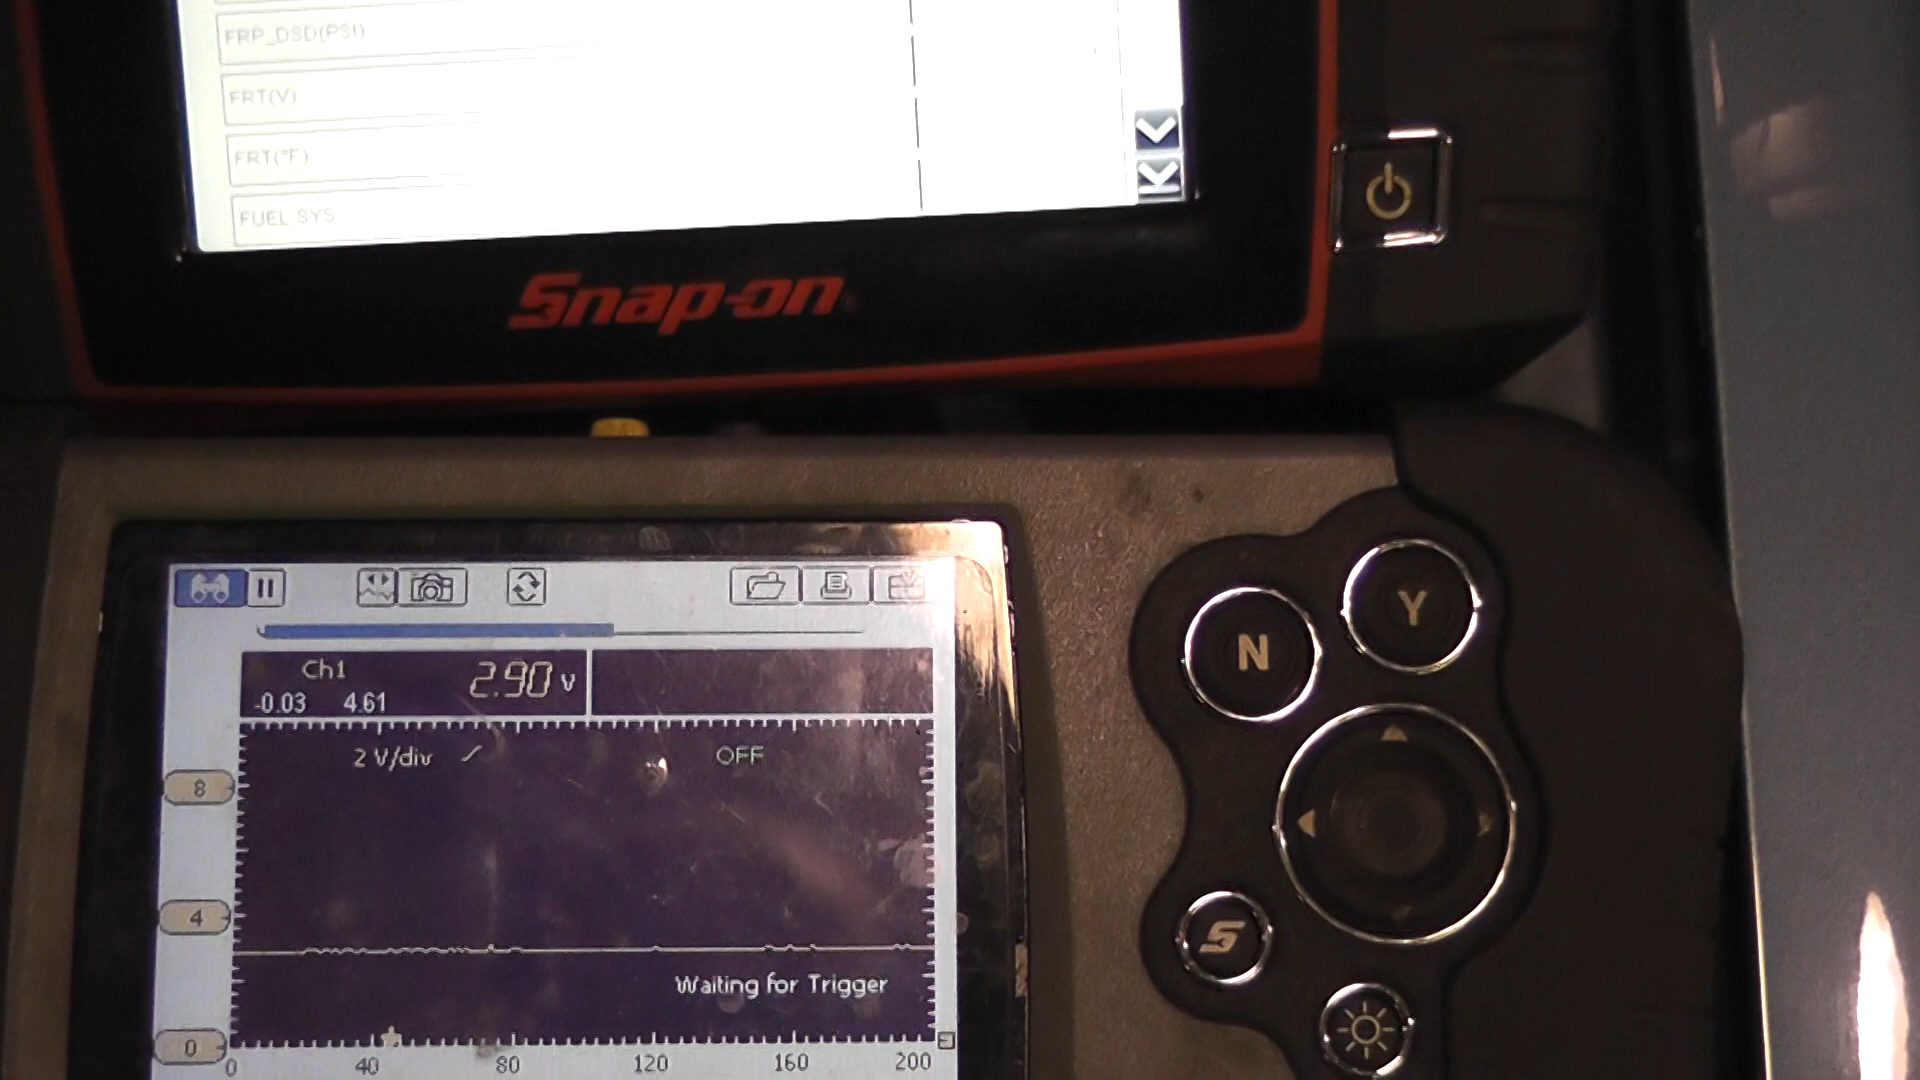 FRP_DSD(PSI)
FRT(V)
FRT(°F)
FUEL SYS
Snap-on
Ch1 2.90 V
-0.03 4.61
2 V/div OFF
8
4
Waiting for Trigger
0
0 40 80 120 160 200
N
Y
S